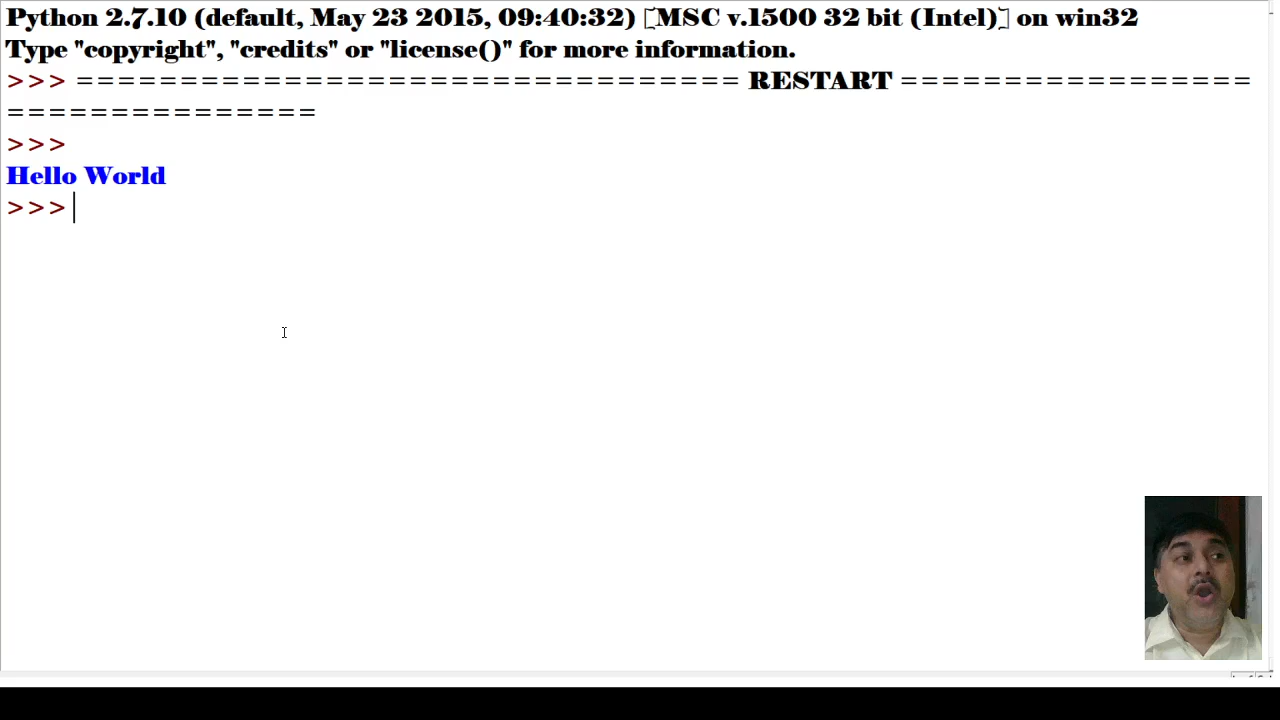 Python 2.7.10 (default, May 23 2015, 09:40:32) [MSC v.1500 32 bit (Intel)] on win32
Type "copyright", "credits" or "license()" for more information.
>>> ================================ RESTART =================
===============
>>>
Hello World
>>>